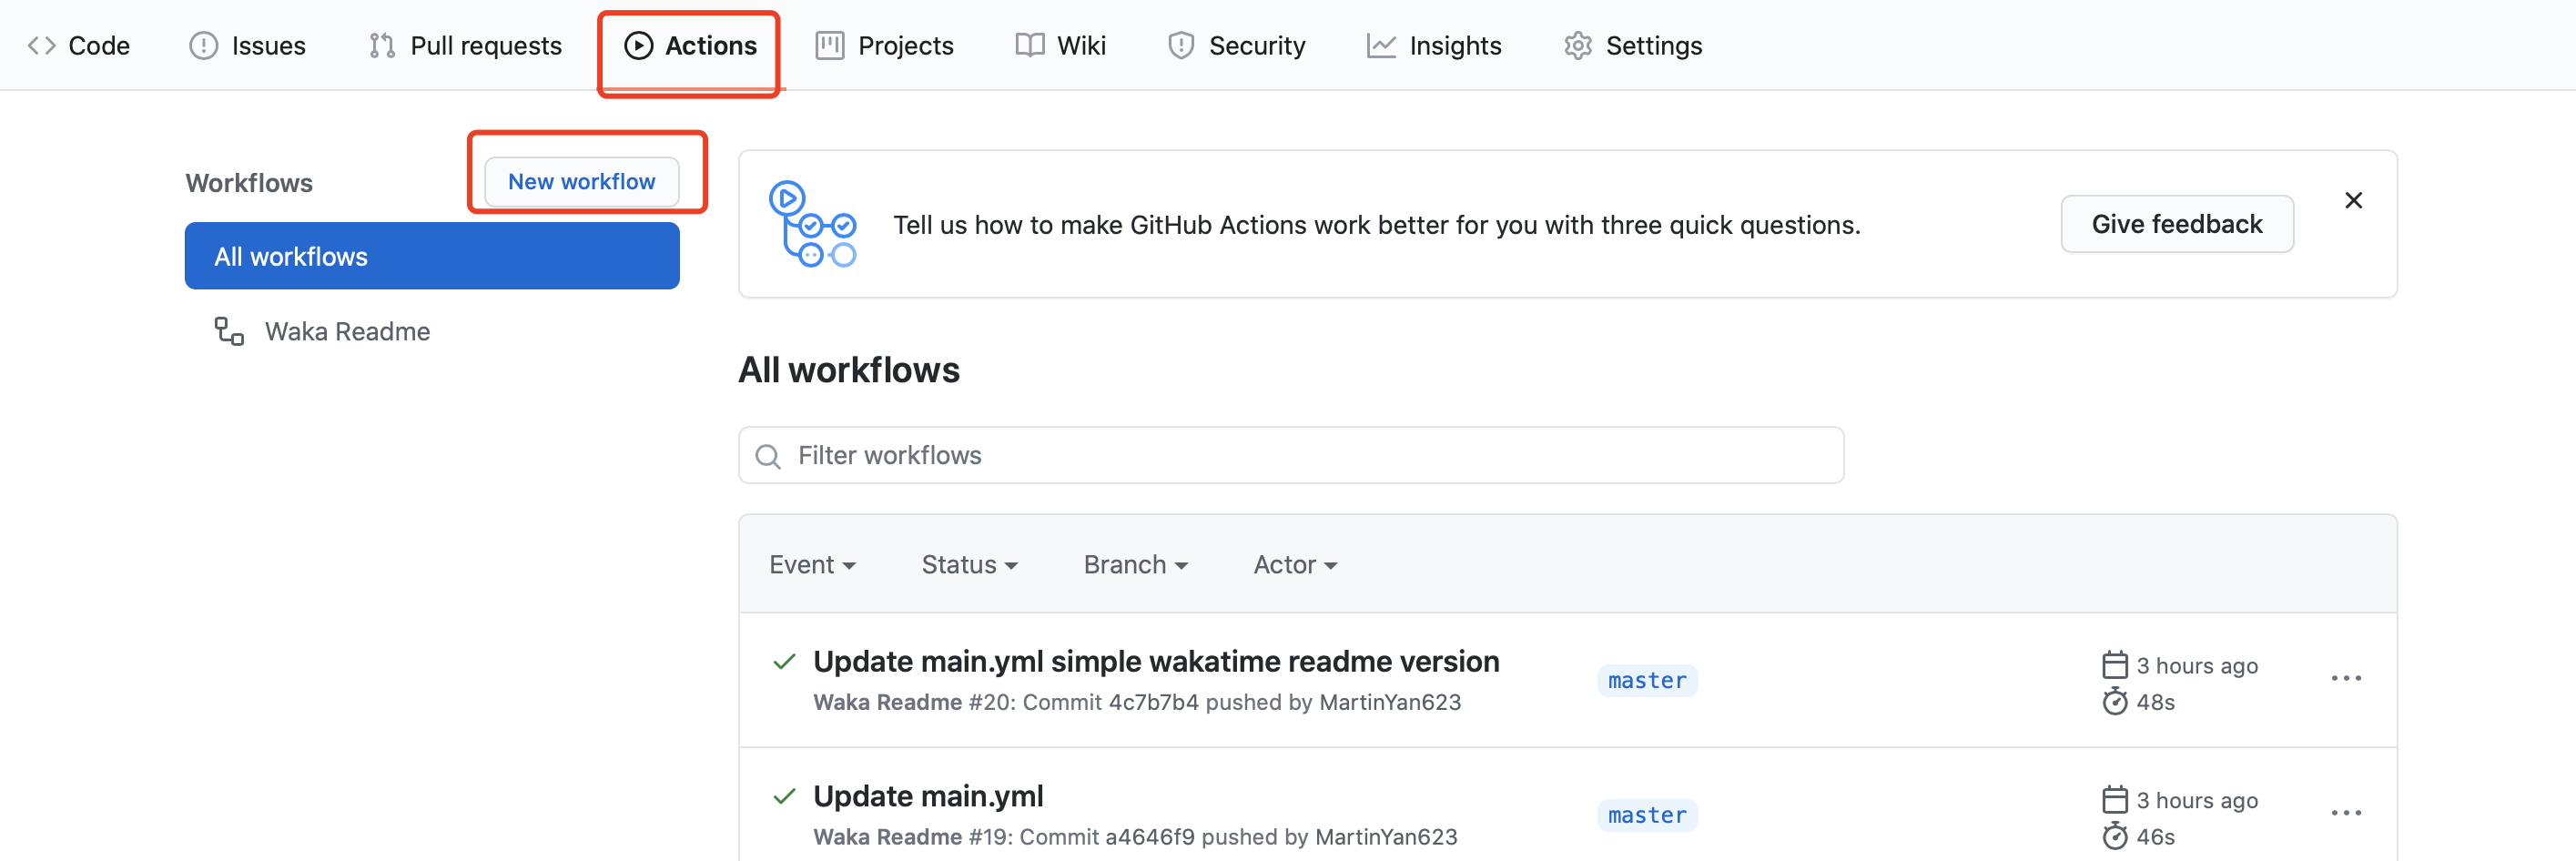 Code Issues Pull requests Actions Projects Wiki Security Insights Settings
Workflows New workflow
All workflows
Waka Readme
Tell us how to make GitHub Actions work better for you with three quick questions. Give feedback
All workflows
Filter workflows
Event Status Branch Actor
Update main.yml simple wakatime readme version
Waka Readme #20: Commit 4c7b7b4 pushed by MartinYan623
master
3 hours ago
48s
Update main.yml
Waka Readme #19: Commit a4646f9 pushed by MartinYan623
master
3 hours ago
46s